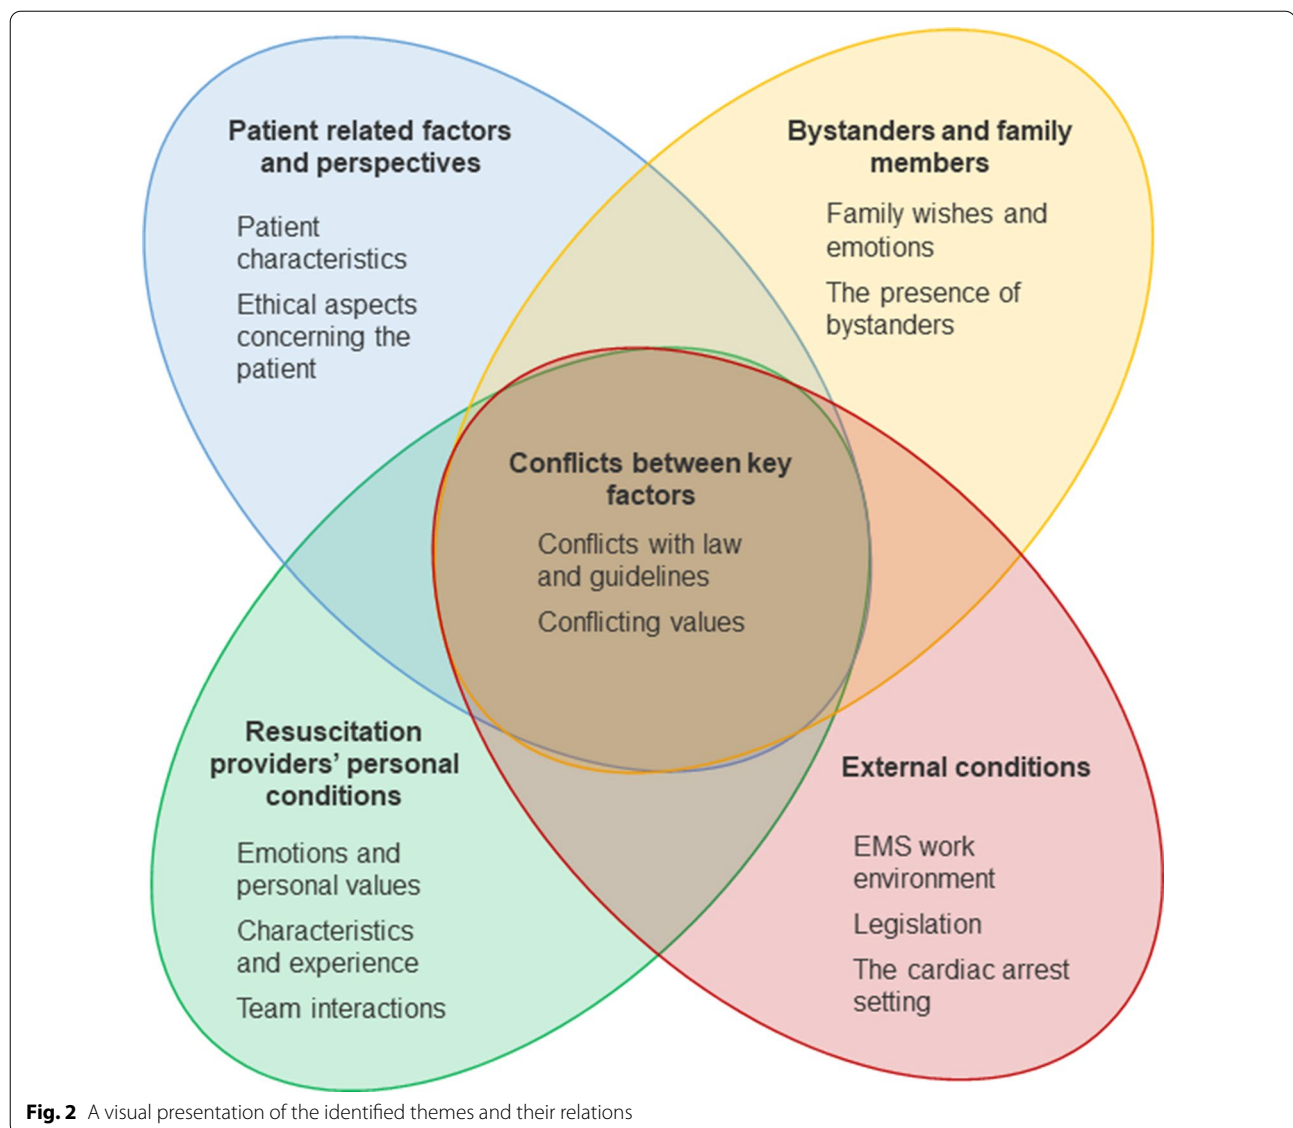 Patient related factors
and perspectives
Patient
characteristics
Ethical aspects
concerning the
patient
Bystanders and family
members
Family wishes and
emotions
The presence of
bystanders
Conflicts between key
factors
Conflicts with law
and guidelines
Conflicting values
Resuscitation
providers’ personal
conditions
Emotions and
personal values
Characteristics
and experience
Team interactions
External conditions
EMS work
environment
Legislation
The cardiac arrest
setting
Fig. 2 A visual presentation of the identified themes and their relations